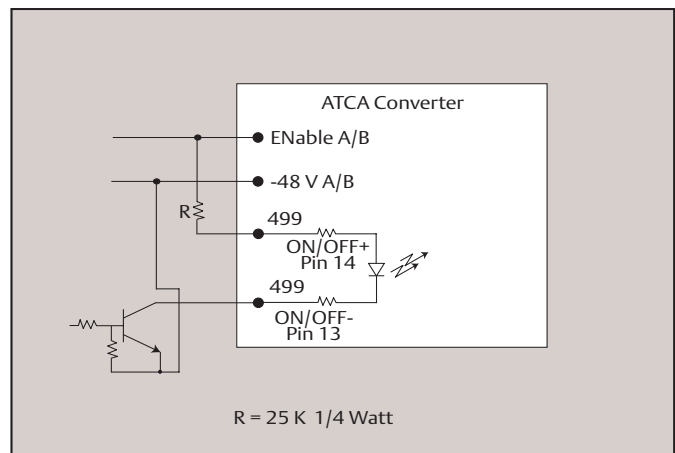 ATCA Converter
ENable A/B
-48 V A/B
R
499
ON/OFF+
Pin 14
499
ON/OFF-
Pin 13
R = 25 K 1/4 Watt